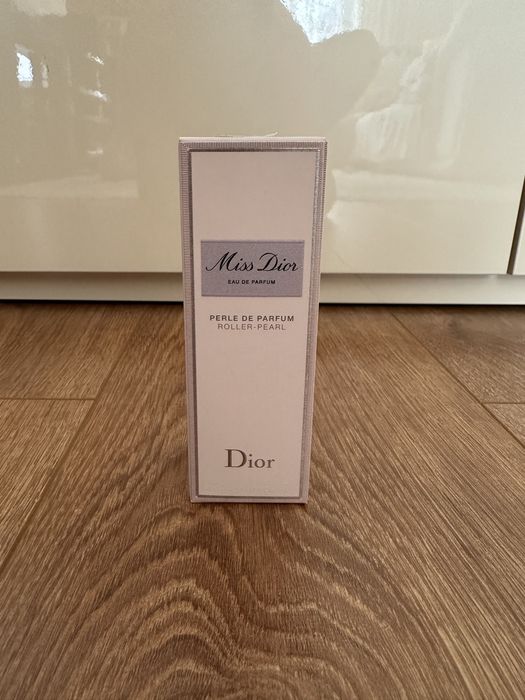 Miss Dior
EAU DE PARFUM
PERLE DE PARFUM
ROLLER-PEARL
Dior